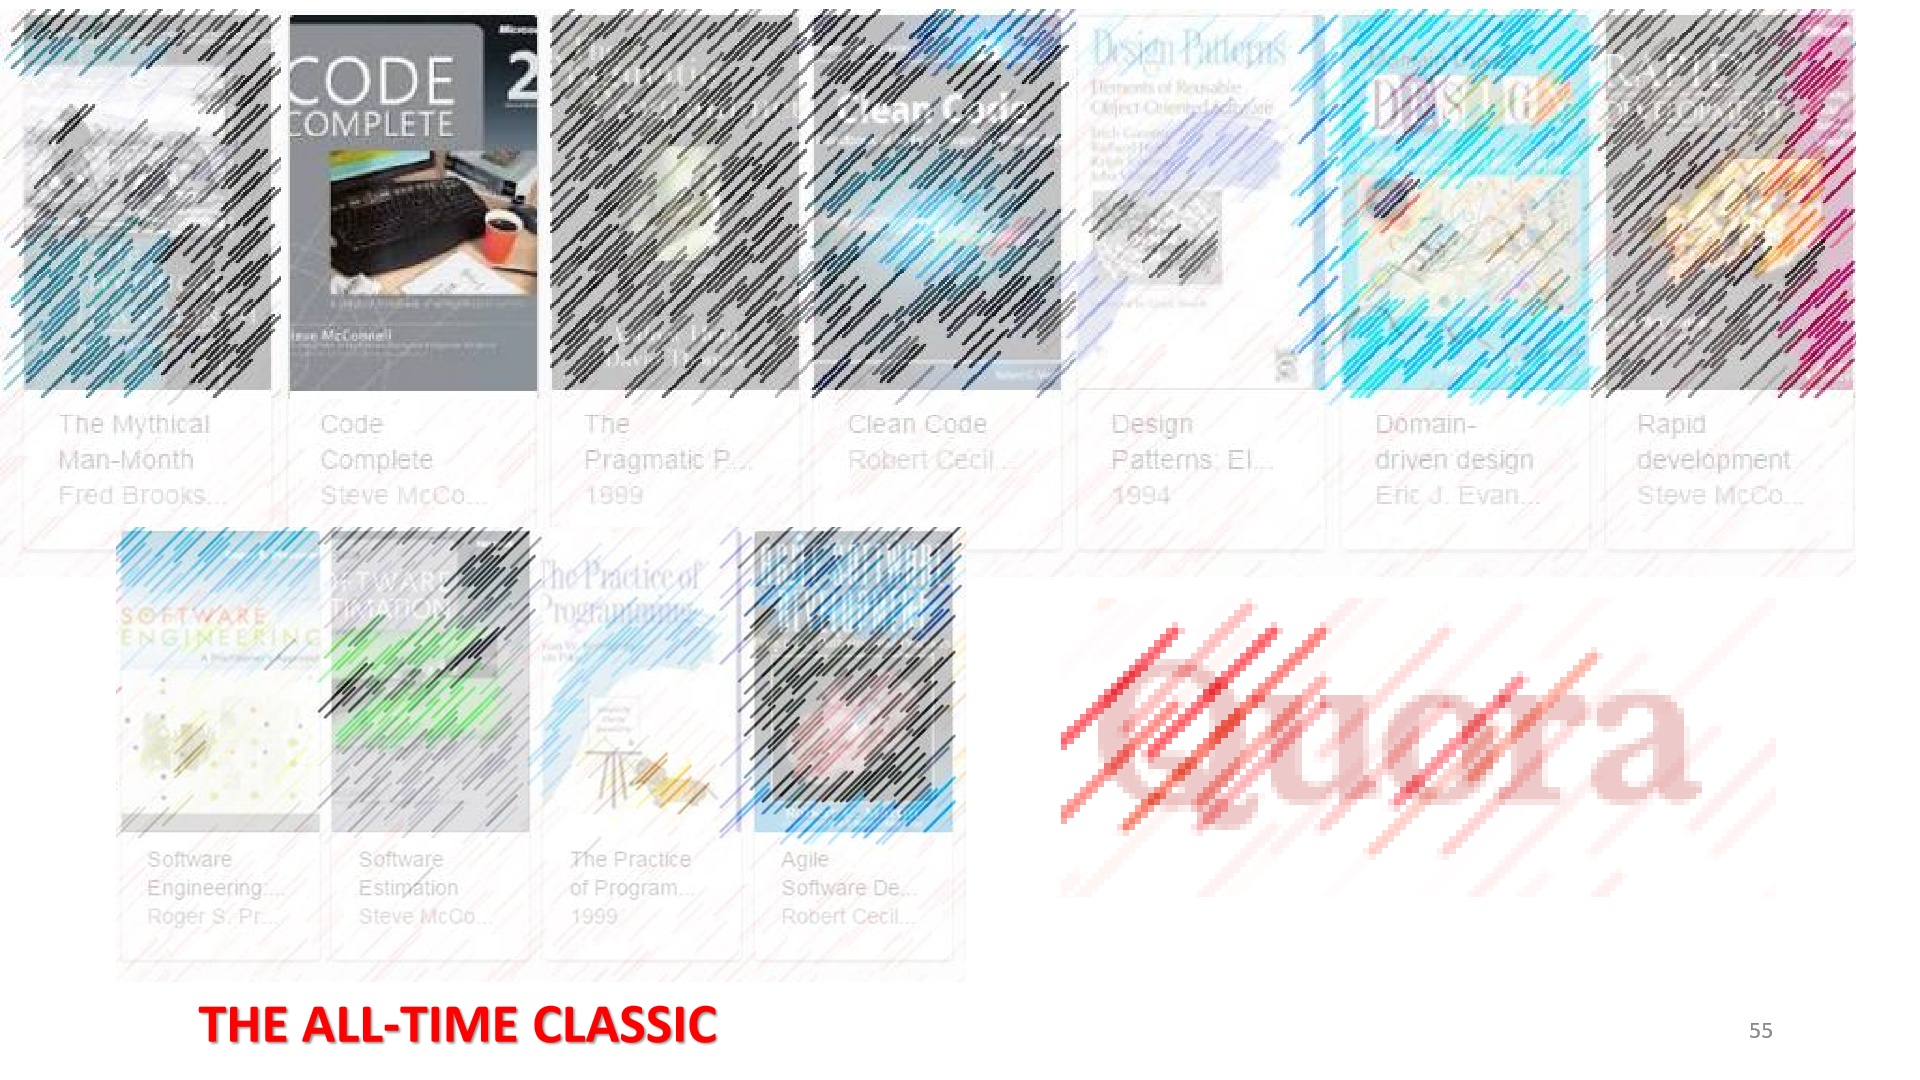 CODE
COMPLETE
2
Steve McConnell
Clean Code
Design Patterns
Elements of Reusable
Object-Oriented Software
RAPID
DEVELOPMENT
The Mythical
Man-Month
Fred Brooks...
Code
Complete
Steve McCo...
The
Pragmatic P...
1999
Clean Code
Robert Cecil...
Design
Patterns: El...
1994
Domain-
driven design
Eric J. Evan...
Rapid
development
Steve McCo...
SOFTWARE
ENGINEERING
The Practice of
Programming
Software
Engineering:...
Roger S. Pr...
Software
Estimation
Steve McCo...
The Practice
of Program...
1999
Agile
Software De...
Robert Cecil...
Quora
THE ALL-TIME CLASSIC
55